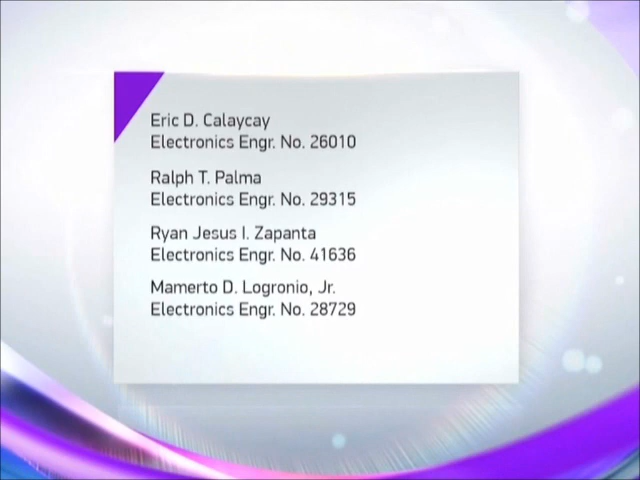 Eric D. Calaycay
Electronics Engr. No. 26010
Ralph T. Palma
Electronics Engr. No. 29315
Ryan Jesus I. Zapanta
Electronics Engr. No. 41636
Mamerto D. Logronio, Jr.
Electronics Engr. No. 28729